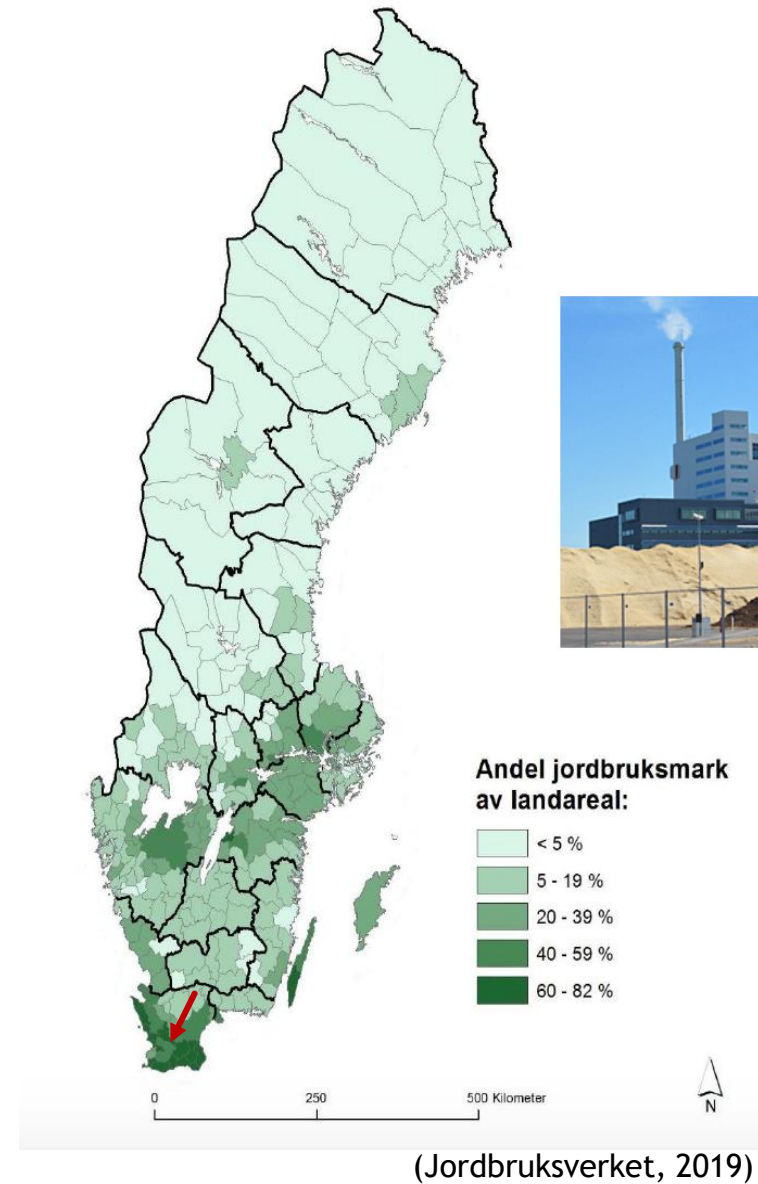 Andel jordbruksmark
av landareal:
< 5 %
5 - 19 %
20 - 39 %
40 - 59 %
60 - 82 %
0 250 500 Kilometer
N
(Jordbruksverket, 2019)